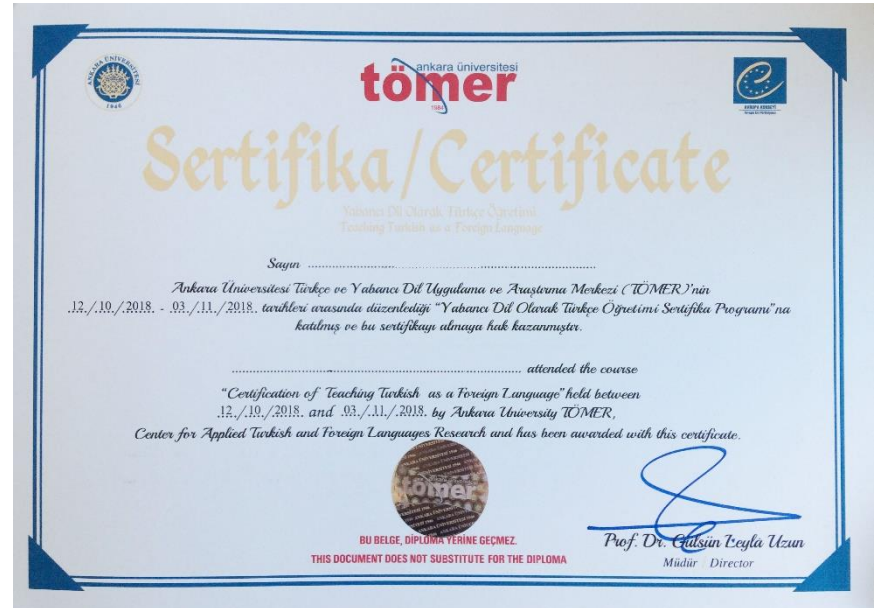 ANKARA ÜNİVERSİTESİ
1946
ankara üniversitesi
tömer
1984
AVRUPA KONSEYİ
Sertifika/Certificate
Yabancı Dil Olarak Türkçe Öğretimi
Teaching Turkish as a Foreign Language
Sayın
Ankara Üniversitesi Türkçe ve Yabancı Dil Uygulama ve Araştırma Merkezi (TÖMER)'nin
12./10./2018. - 03./11./2018. tarihleri arasında düzenlediği "Yabancı Dil Olarak Türkçe Öğretimi Sertifika Programı"na
katılmış ve bu sertifikayı almaya hak kazanmıştır.
attended the course
"Certification of Teaching Turkish as a Foreign Language" held between
12./10./2018. and 03./11./2018. by Ankara University TÖMER,
Center for Applied Turkish and Foreign Languages Research and has been awarded with this certificate.
tömer
BU BELGE, DİPLOMA YERİNE GEÇMEZ.
THIS DOCUMENT DOES NOT SUBSTITUTE FOR THE DIPLOMA
Prof. Dr. Gülsün Leylâ Uzun
Müdür Director